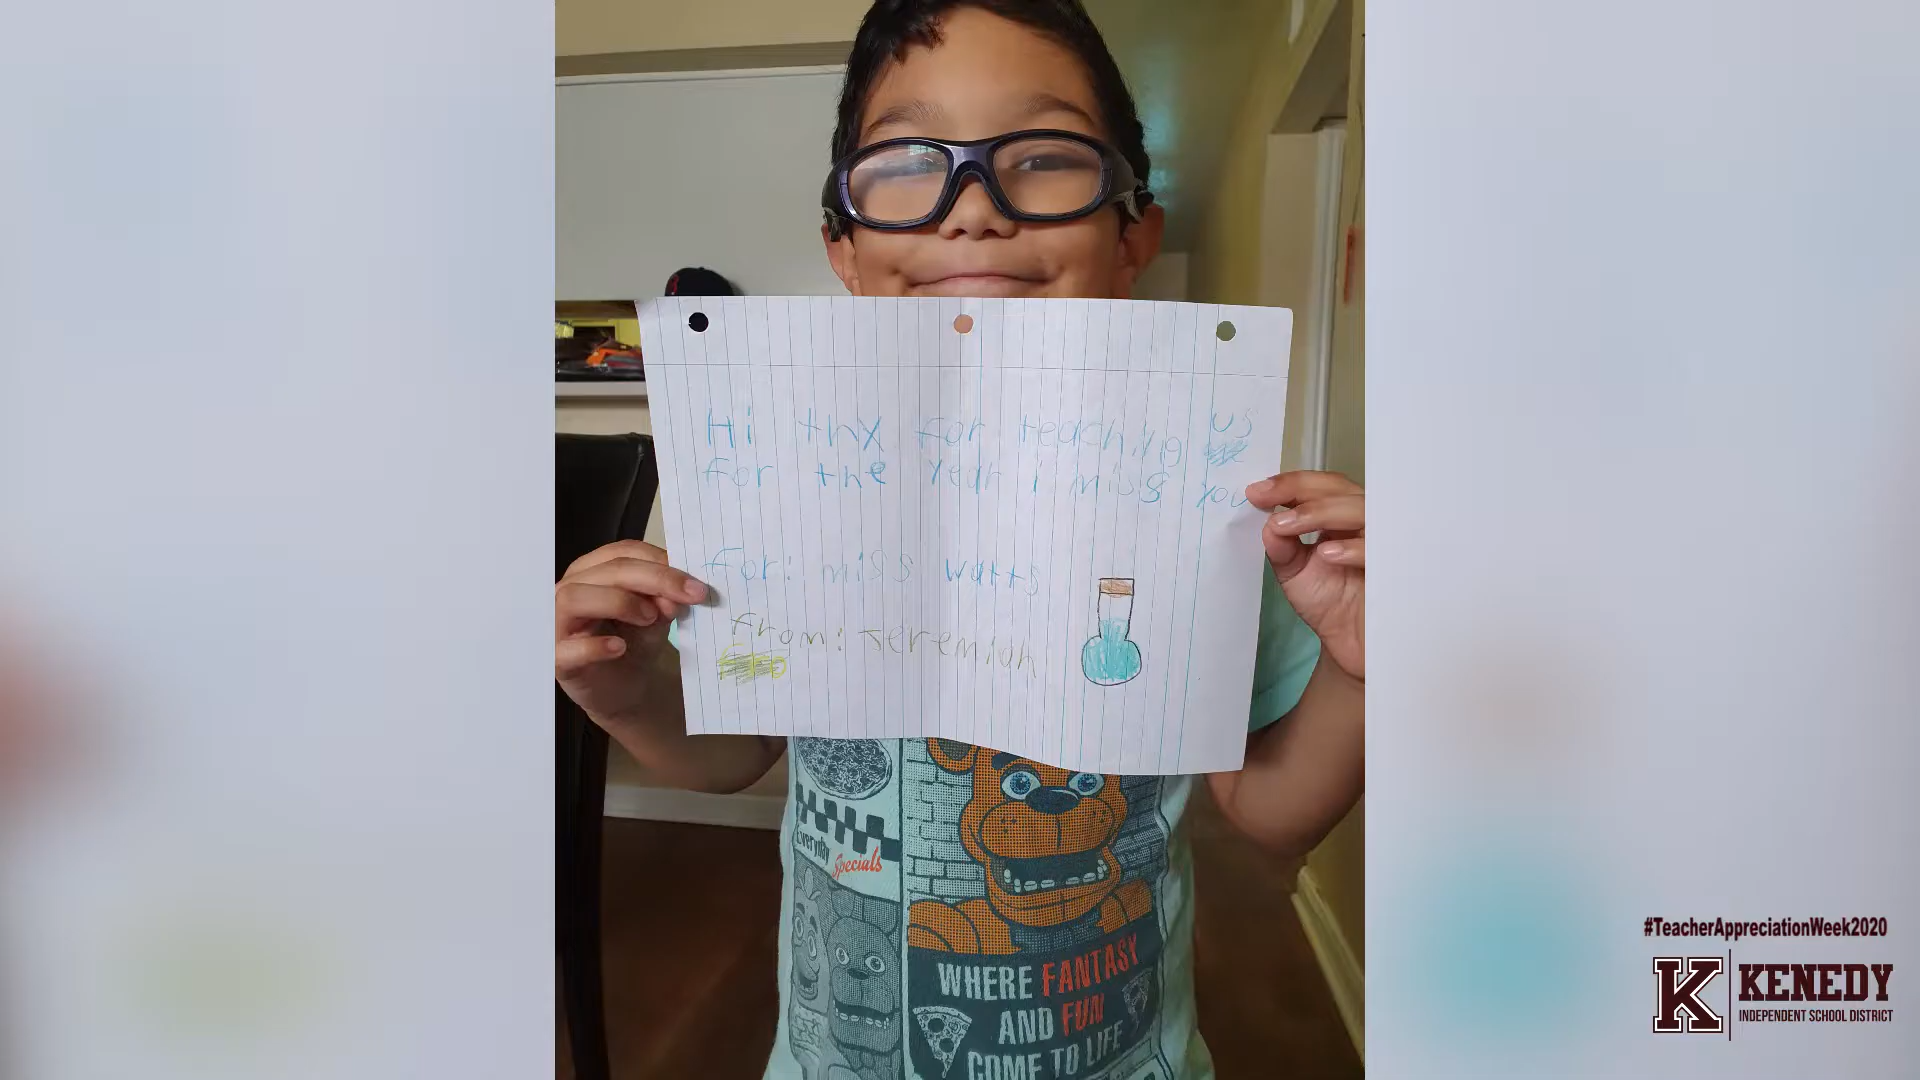 Hi thx for teaching us
for the year i miss you
for: miss watts
from: Jeremiah
Everyday
Specials
WHERE FANTASY
AND FUN
COME TO LIFE
#TeacherAppreciationWeek2020
K KENEDY
INDEPENDENT SCHOOL DISTRICT